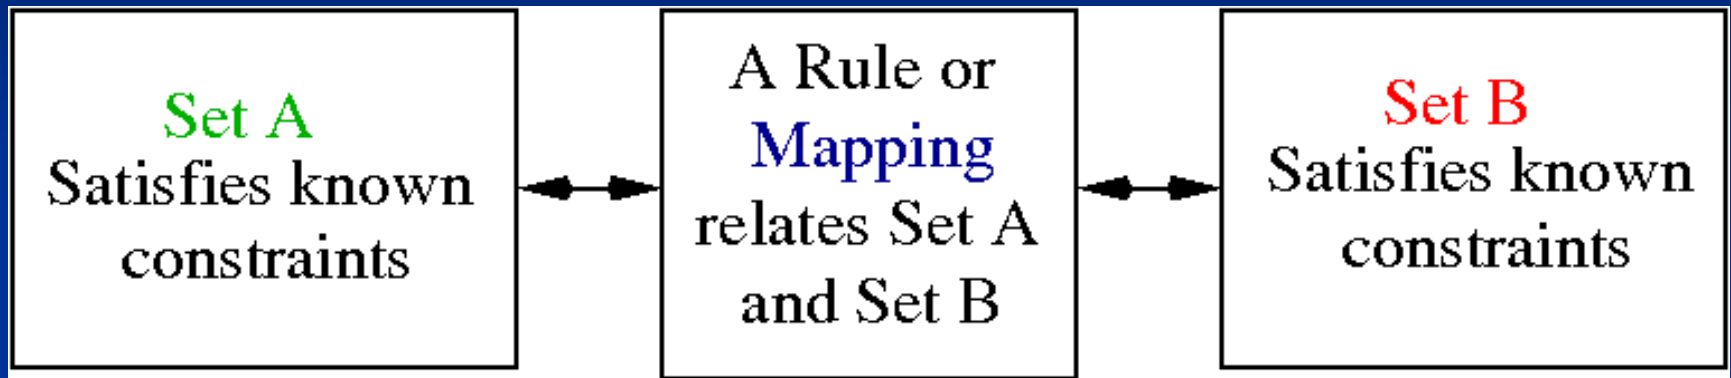 Set A
Satisfies known
constraints
A Rule or
Mapping
relates Set A
and Set B
Set B
Satisfies known
constraints